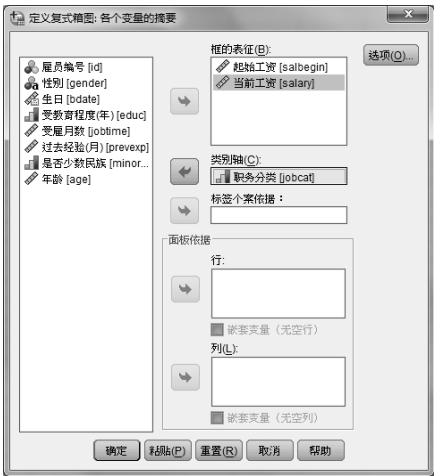 定义复式箱图: 各个变量的摘要
雇员编号 [id]
性别 [gender]
生日 [bdate]
受教育程度(年) [educ]
受雇月数 [jobtime]
过去经验(月) [prevexp]
是否少数民族 [minor...
年龄 [age]
框的表征(B):
起始工资 [salbegin]
当前工资 [salary]
选项(O)...
类别轴(C):
职务分类 [jobcat]
标签个案依据：
面板依据
行:
嵌套变量（无空行）
列(L):
嵌套变量（无空列）
确定 粘贴(P) 重置(R) 取消 帮助